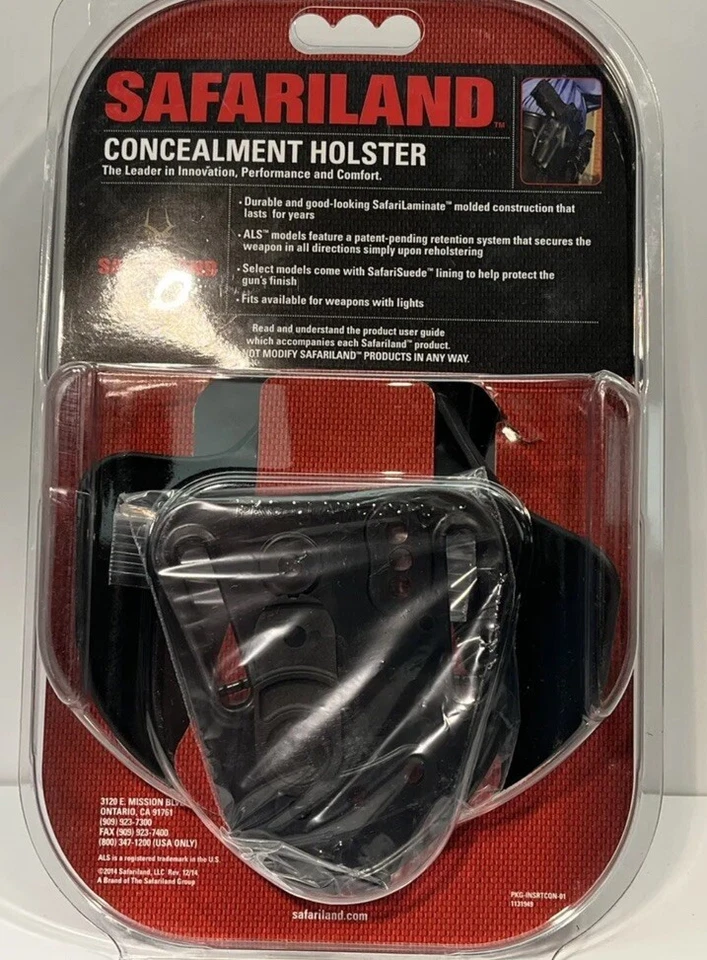 SAFARILAND™
CONCEALMENT HOLSTER
The Leader in Innovation, Performance and Comfort.
• Durable and good-looking SafariLaminate™ molded construction that
lasts for years
• ALS™ models feature a patent-pending retention system that secures the
weapon in all directions simply upon reholstering
• Select models come with SafariSuede™ lining to help protect the
gun's finish
• Fits available for weapons with lights
Read and understand the product user guide
which accompanies each Safariland™ product.
NOT MODIFY SAFARILAND™ PRODUCTS IN ANY WAY.
3120 E. MISSION
ONTARIO, CA 91761
(909) 923-7300
FAX (909) 923-7400
(800) 347-1200 (USA ONLY)
ALS is a registered trademark in the U.S.
©2014 Safariland, LLC Rev. 12/14
A Brand of The Safariland Group
PKG-INSRTCON-01
1131949
safariland.com